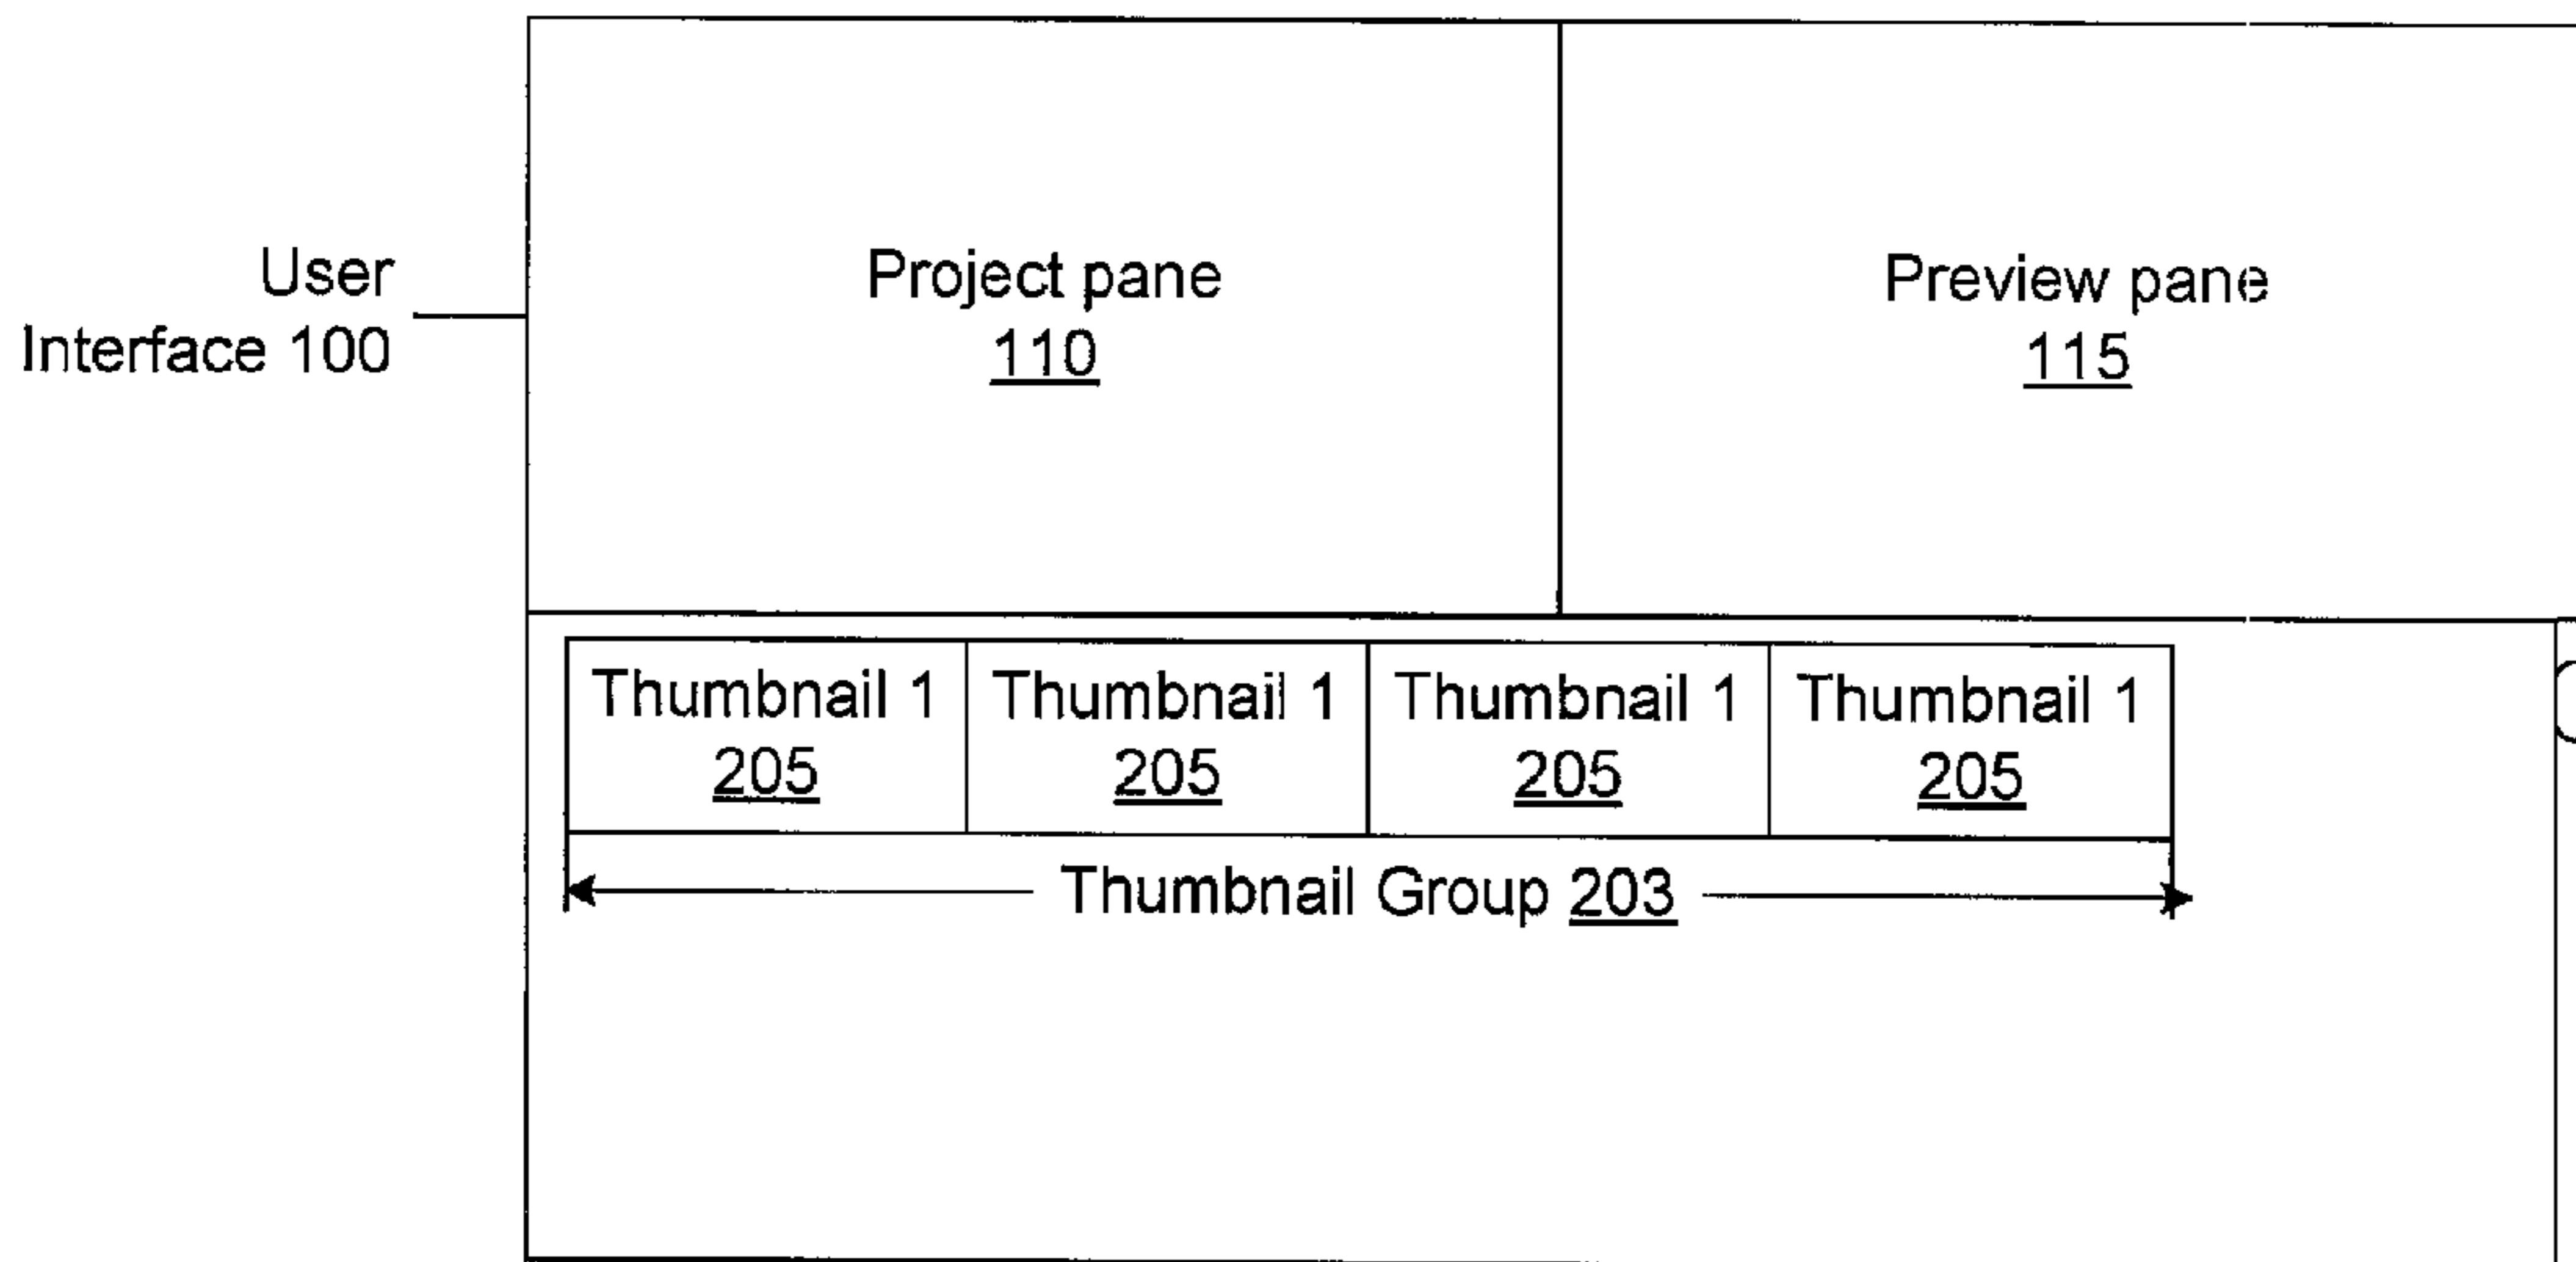 User
Interface 100
Project pane
110
Preview pane
115
Thumbnail 1
205
Thumbnail 1
205
Thumbnail 1
205
Thumbnail 1
205
Thumbnail Group 203